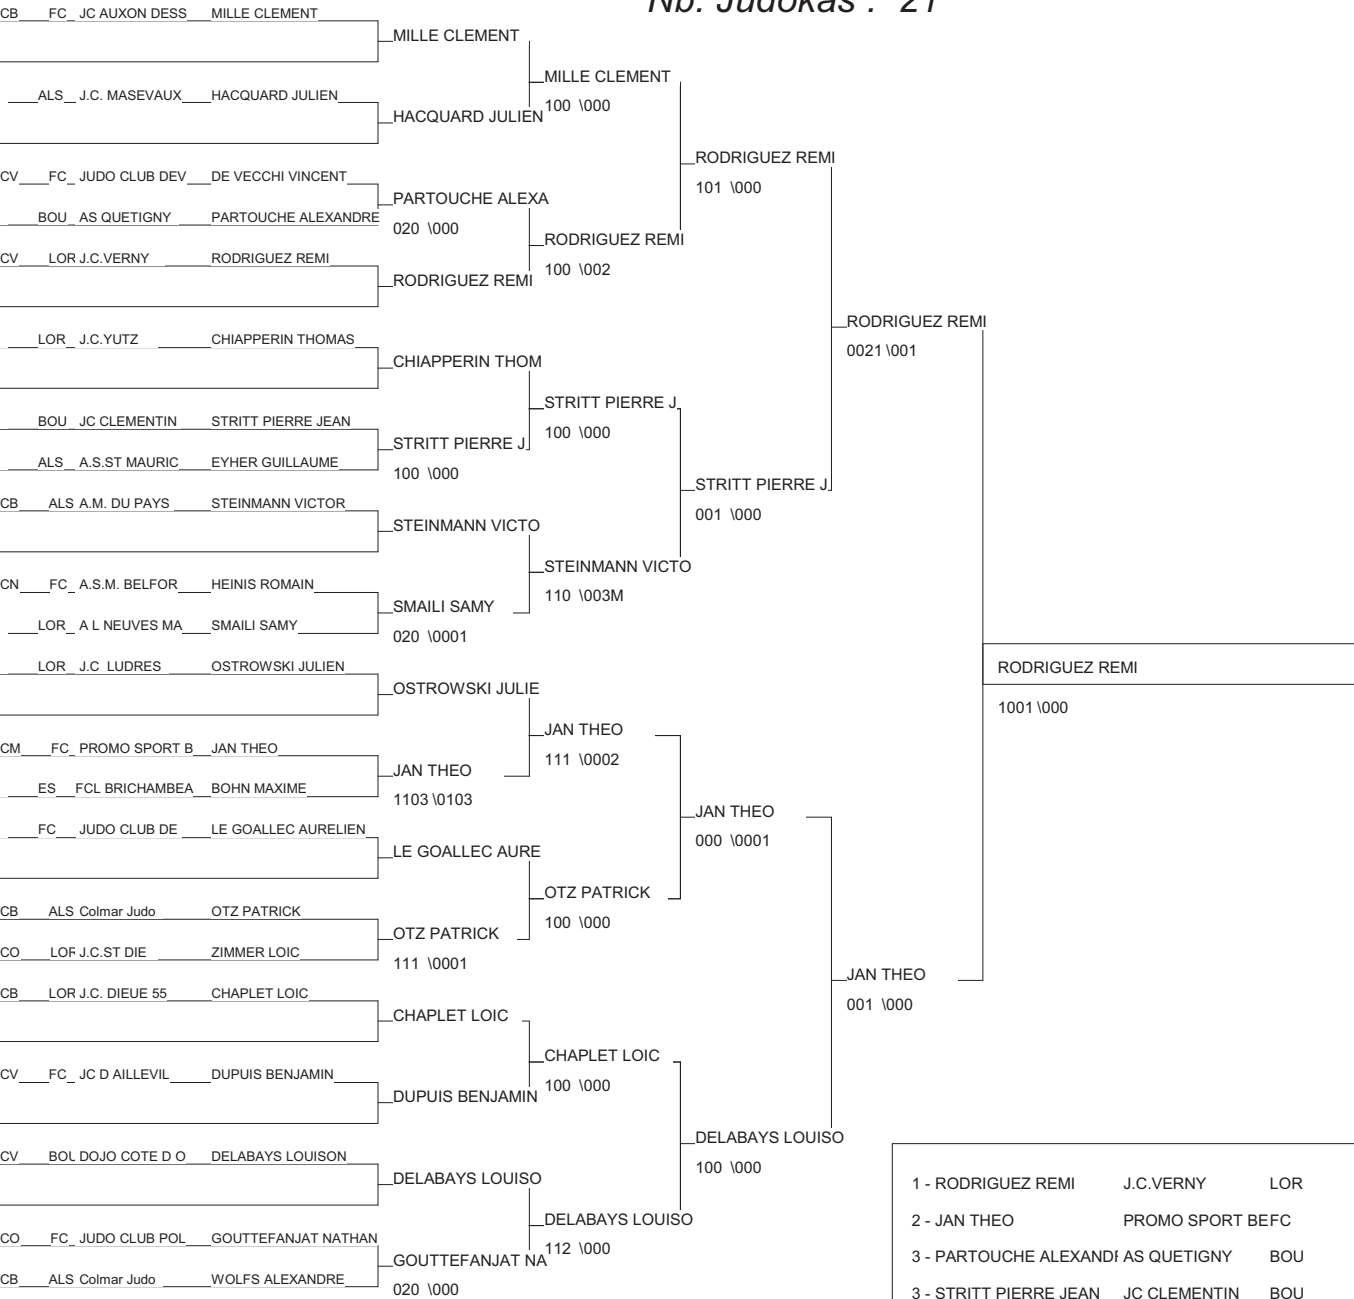 Nb. Judokas : 21
CB FC JC AUXON DESS MILLE CLEMENT
MILLE CLEMENT
MILLE CLEMENT
100 \000
ALS J.C. MASEVAUX HACQUARD JULIEN
HACQUARD JULIEN
RODRIGUEZ REMI
101 \000
CV FC JUDO CLUB DEV DE VECCHI VINCENT
PARTOUCHE ALEXA
020 \000
BOU AS QUETIGNY PARTOUCHE ALEXANDRE
RODRIGUEZ REMI
100 \002
CV LOR J.C.VERNY RODRIGUEZ REMI
RODRIGUEZ REMI
RODRIGUEZ REMI
0021 \001
LOR J.C.YUTZ CHIAPPERIN THOMAS
CHIAPPERIN THOM
STRITT PIERRE J
100 \000
BOU JC CLEMENTIN STRITT PIERRE JEAN
STRITT PIERRE J
100 \000
ALS A.S.ST MAURIC EYHER GUILLAUME
STRITT PIERRE J
001 \000
CB ALS A.M. DU PAYS STEINMANN VICTOR
STEINMANN VICTO
STEINMANN VICTO
110 \003M
CN FC A.S.M. BELFOR HEINIS ROMAIN
SMAILI SAMY
020 \0001
LOR A L NEUVES MA SMAILI SAMY
RODRIGUEZ REMI
1001 \000
LOR J.C LUDRES OSTROWSKI JULIEN
OSTROWSKI JULIE
JAN THEO
111 \0002
CM FC PROMO SPORT B JAN THEO
JAN THEO
1103 \0103
ES FCL BRICHAMBEA BOHN MAXIME
JAN THEO
000 \0001
FC JUDO CLUB DE LE GOALLEC AURELIEN
LE GOALLEC AURE
OTZ PATRICK
100 \000
CB ALS Colmar Judo OTZ PATRICK
OTZ PATRICK
111 \0001
CO LOR J.C.ST DIE ZIMMER LOIC
JAN THEO
001 \000
CB LOR J.C. DIEUE 55 CHAPLET LOIC
CHAPLET LOIC
CHAPLET LOIC
100 \000
CV FC JC D AILLEVIL DUPUIS BENJAMIN
DUPUIS BENJAMIN
DELABAYS LOUISO
100 \000
CV BOU DOJO COTE D O DELABAYS LOUISON
DELABAYS LOUISO
DELABAYS LOUISO
112 \000
CO FC JUDO CLUB POL GOUTTEFANJAT NATHAN
GOUTTEFANJAT NA
020 \000
CB ALS Colmar Judo WOLFS ALEXANDRE
1 - RODRIGUEZ REMI J.C.VERNY LOR
2 - JAN THEO PROMO SPORT BE FC
3 - PARTOUCHE ALEXANDR AS QUETIGNY BOU
3 - STRITT PIERRE JEAN JC CLEMENTIN BOU